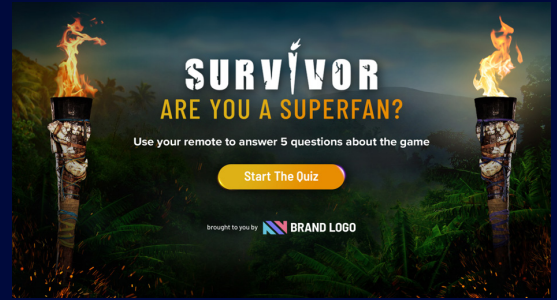 SURVIVOR
ARE YOU A SUPERFAN?
Use your remote to answer 5 questions about the game
Start The Quiz
brought to you by BRAND LOGO